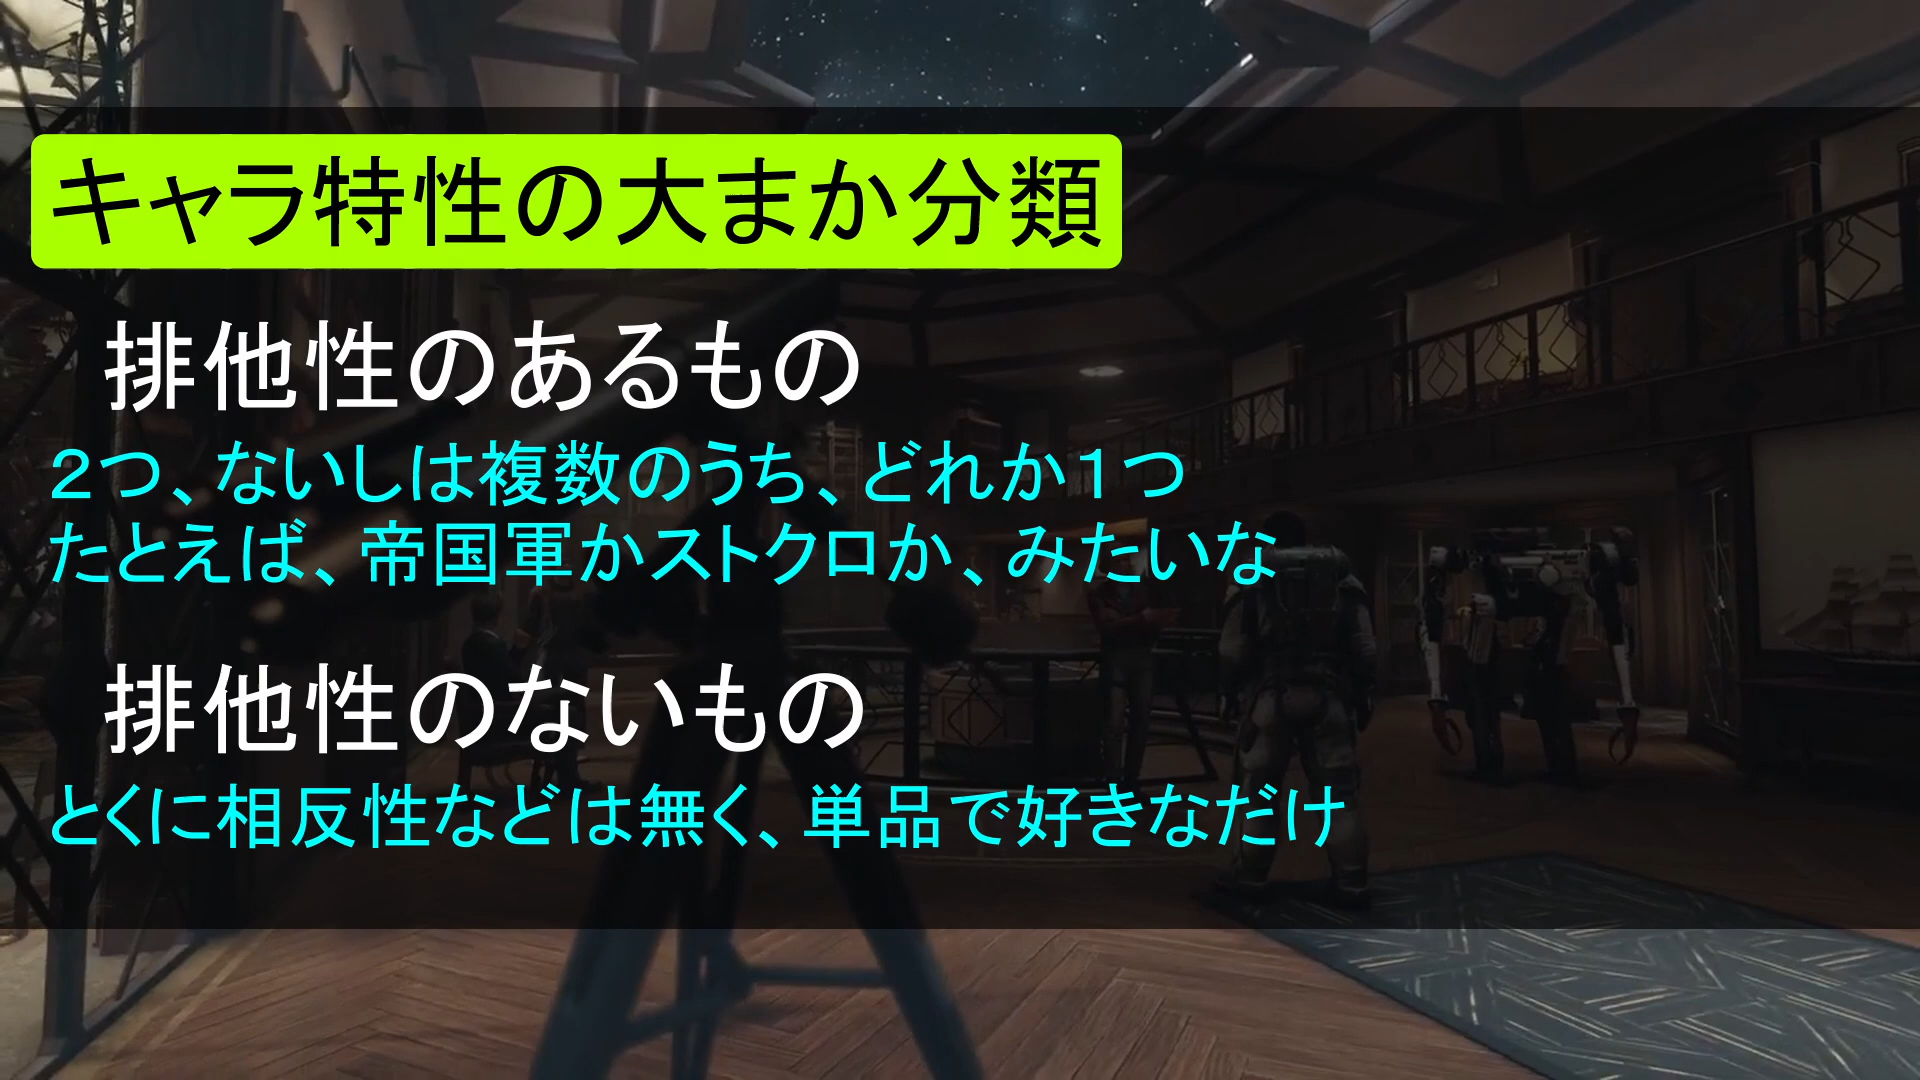 キャラ特性の大まか分類
排他性のあるもの
２つ、ないしは複数のうち、どれか１つ
たとえば、帝国軍かストクロか、みたいな
排他性のないもの
とくに相反性などは無く、単品で好きなだけ